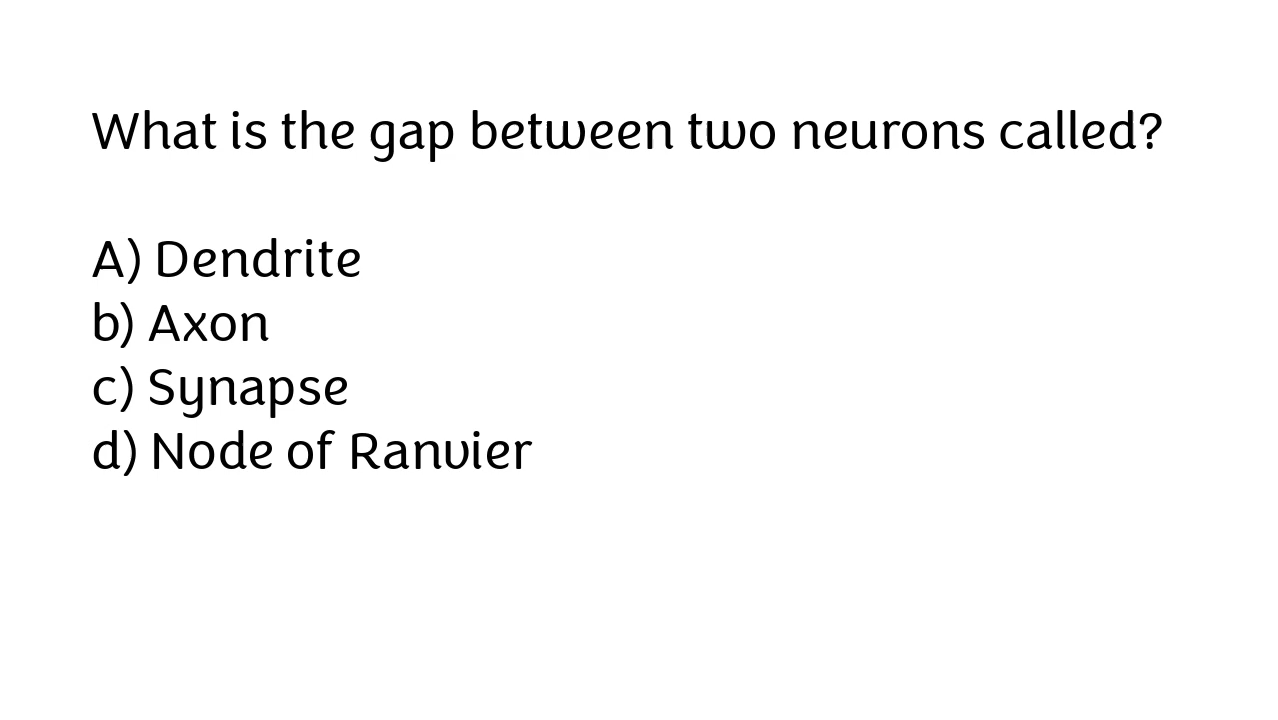 What is the gap between two neurons called?
A) Dendrite
b) Axon
c) Synapse
d) Node of Ranvier